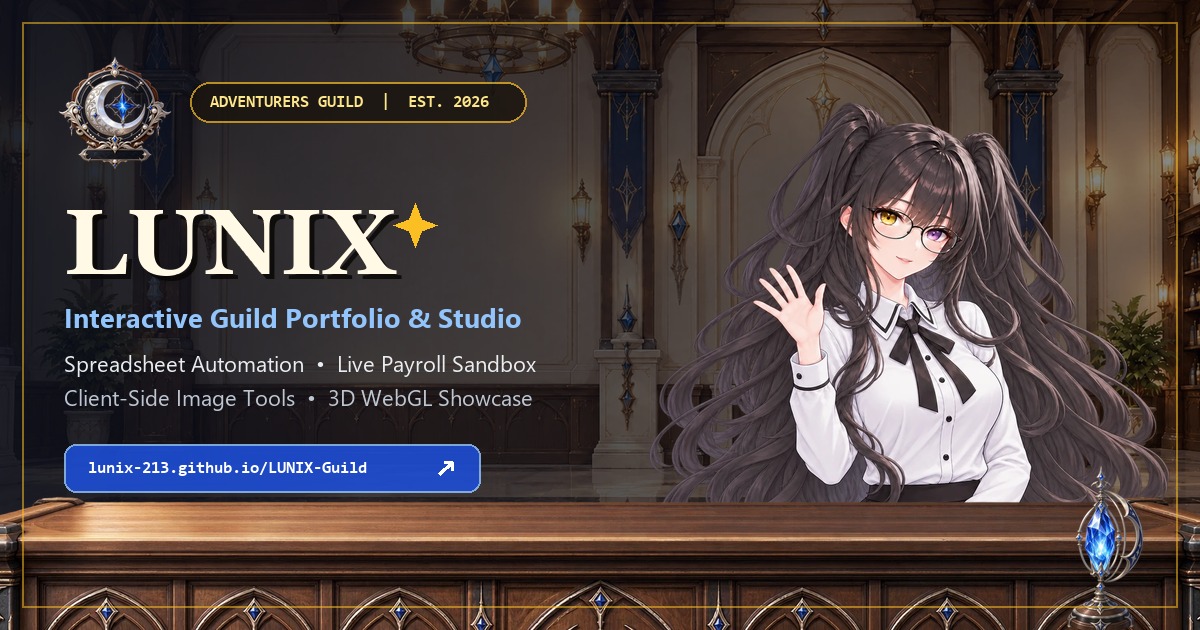 ADVENTURERS GUILD | EST. 2026
LUNIX
Interactive Guild Portfolio & Studio
Spreadsheet Automation • Live Payroll Sandbox
Client-Side Image Tools • 3D WebGL Showcase
lunix-213.github.io/LUNIX-Guild